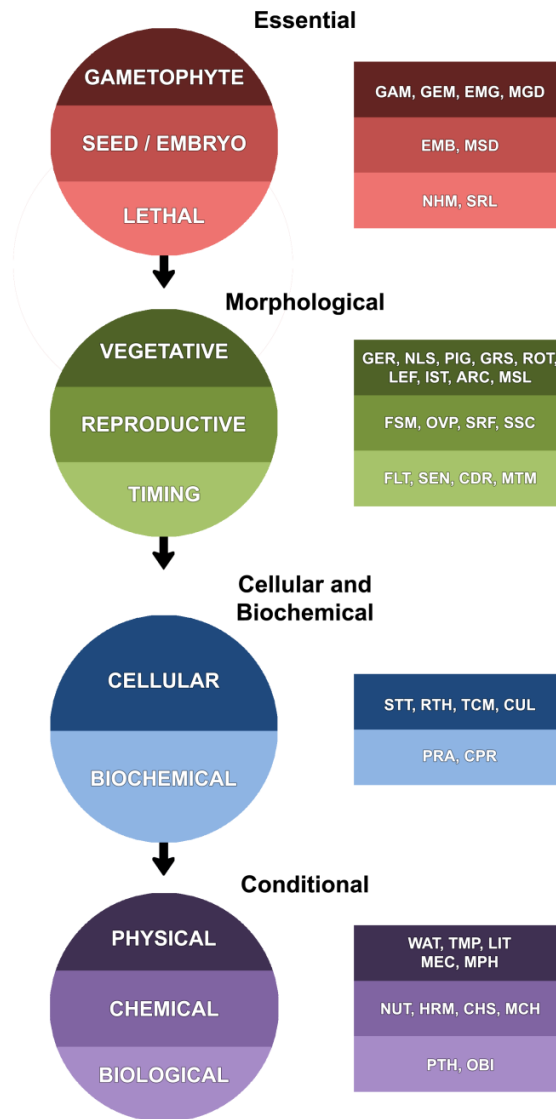 Essential
GAMETOPHYTE
GAM, GEM, EMG, MGD
SEED / EMBRYO
EMB, MSD
LETHAL
NHM, SRL
Morphological
VEGETATIVE
GER, NLS, PIG, GRS, ROT,
LEF, IST, ARC, MSL
REPRODUCTIVE
FSM, OVP, SRF, SSC
TIMING
FLT, SEN, CDR, MTM
Cellular and
Biochemical
CELLULAR
STT, RTH, TCM, CUL
BIOCHEMICAL
PRA, CPR
Conditional
PHYSICAL
WAT, TMP, LIT
MEC, MPH
CHEMICAL
NUT, HRM, CHS, MCH
BIOLOGICAL
PTH, OBI